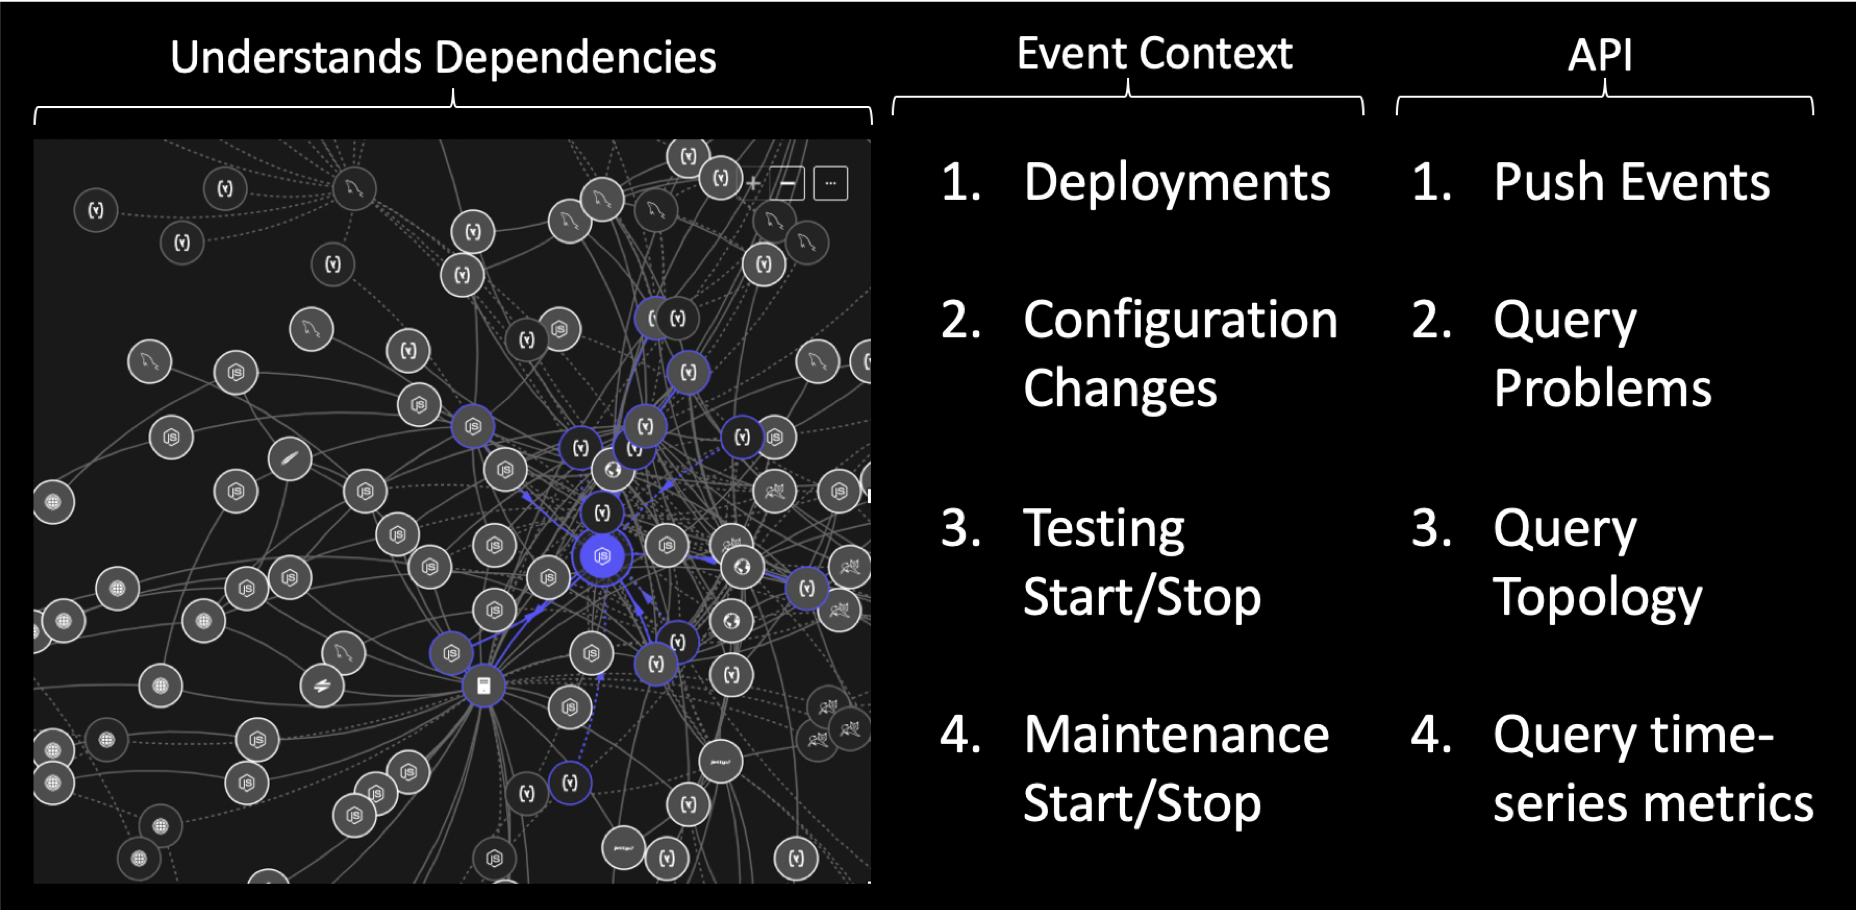 Understands Dependencies
Event Context
API
1. Deployments
2. Configuration
Changes
3. Testing
Start/Stop
4. Maintenance
Start/Stop
1. Push Events
2. Query
Problems
3. Query
Topology
4. Query time-
series metrics